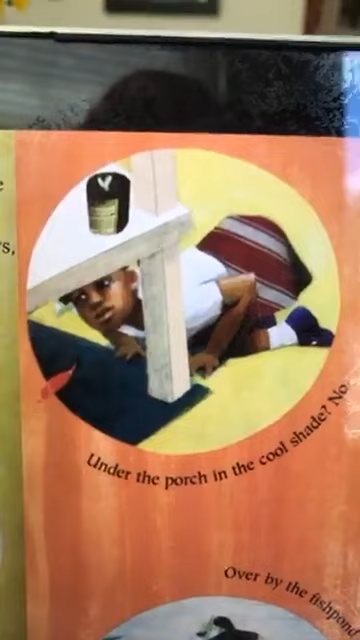 s,
Under the porch in the cool shade? No.
Over by the fishpond